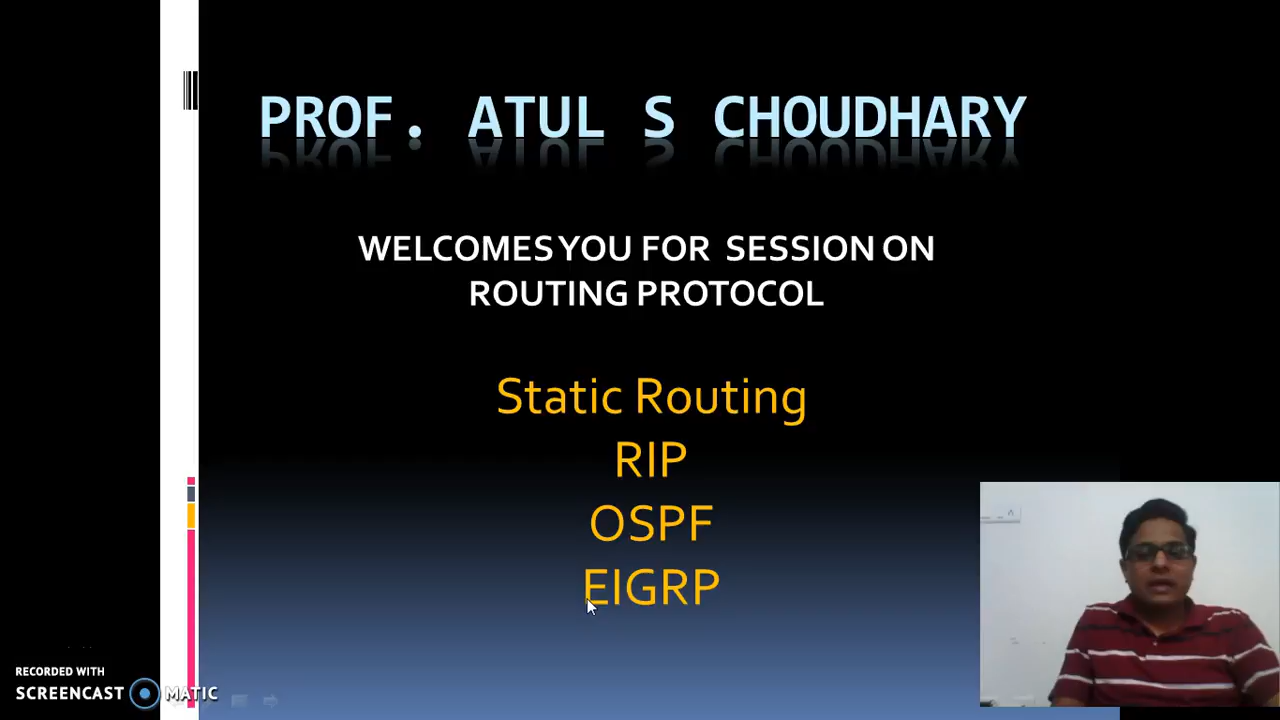 PROF. ATUL S CHOUDHARY
WELCOMES YOU FOR SESSION ON
ROUTING PROTOCOL
Static Routing
RIP
OSPF
EIGRP
RECORDED WITH
SCREENCAST MATIC